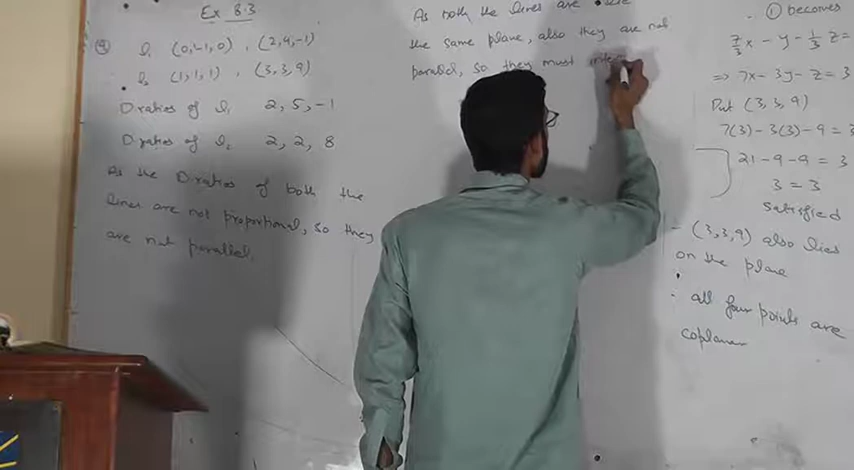 Ex 8.3
Q l₁ (0,-1,0) , (2,4,-1)
l₂ (1,1,1) , (3,3,9)
D.ratios of l₁ 2, 5, -1
D.ratios of l₂ 2, 2, 8
As the D.ratios of both the
lines are not proportional, so they
are not parallel.
As both the lines are
the same plane, also they are not
parallel, so they must inte
① becomes
7/3 x - y - 1/3 z =
⇒ 7x - 3y - z = 3
Put (3,3,9)
7(3) - 3(3) - 9 = 3
21 - 9 - 9 = 3
3 = 3
satisfied
(3,3,9) also lies
on the plane
∴ all four points are
coplanar